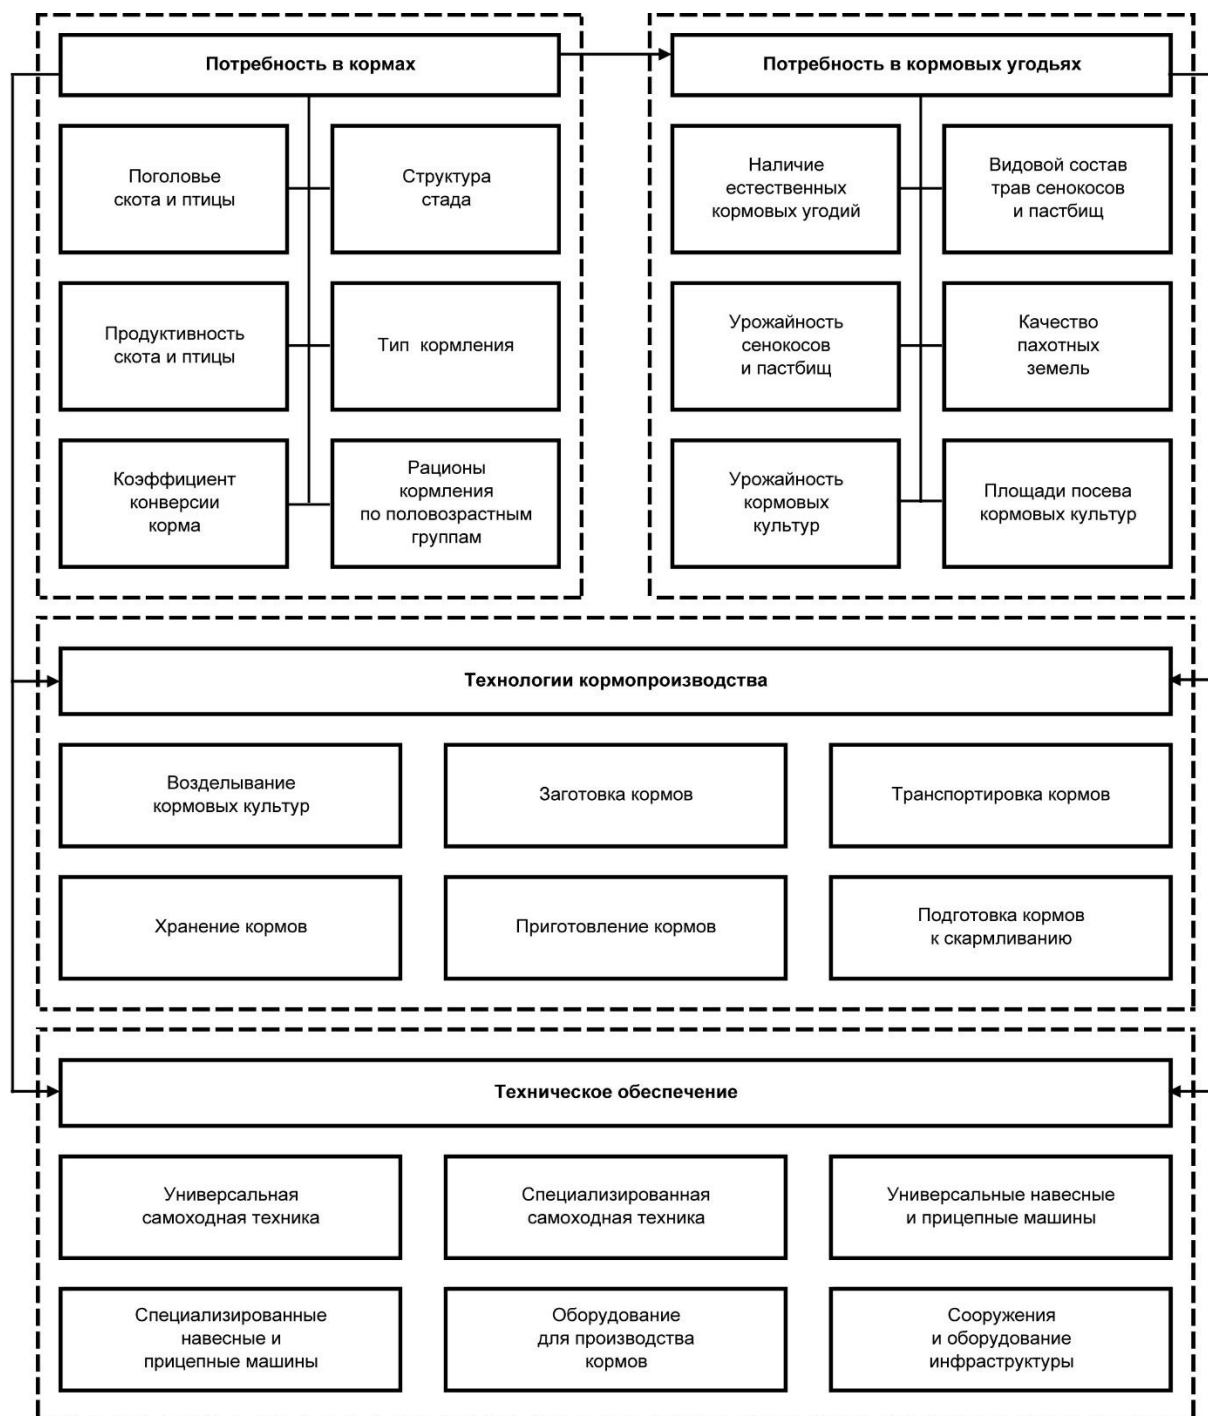 Потребность в кормах
Потребность в кормовых угодьях
Поголовье
скота и птицы
Структура
стада
Наличие
естественных
кормовых угодий
Видовой состав
трав сенокосов
и пастбищ
Продуктивность
скота и птицы
Тип кормления
Урожайность
сенокосов
и пастбищ
Качество
пахотных
земель
Коэффициент
конверсии
корма
Рационы
кормления
по половозрастным
группам
Урожайность
кормовых
культур
Площади посева
кормовых культур
Технологии кормопроизводства
Возделывание
кормовых культур
Заготовка кормов
Транспортировка кормов
Хранение кормов
Приготовление кормов
Подготовка кормов
к скармливанию
Техническое обеспечение
Универсальная
самоходная техника
Специализированная
самоходная техника
Универсальные навесные
и прицепные машины
Специализированные
навесные и
прицепные машины
Оборудование
для производства
кормов
Сооружения
и оборудование
инфраструктуры